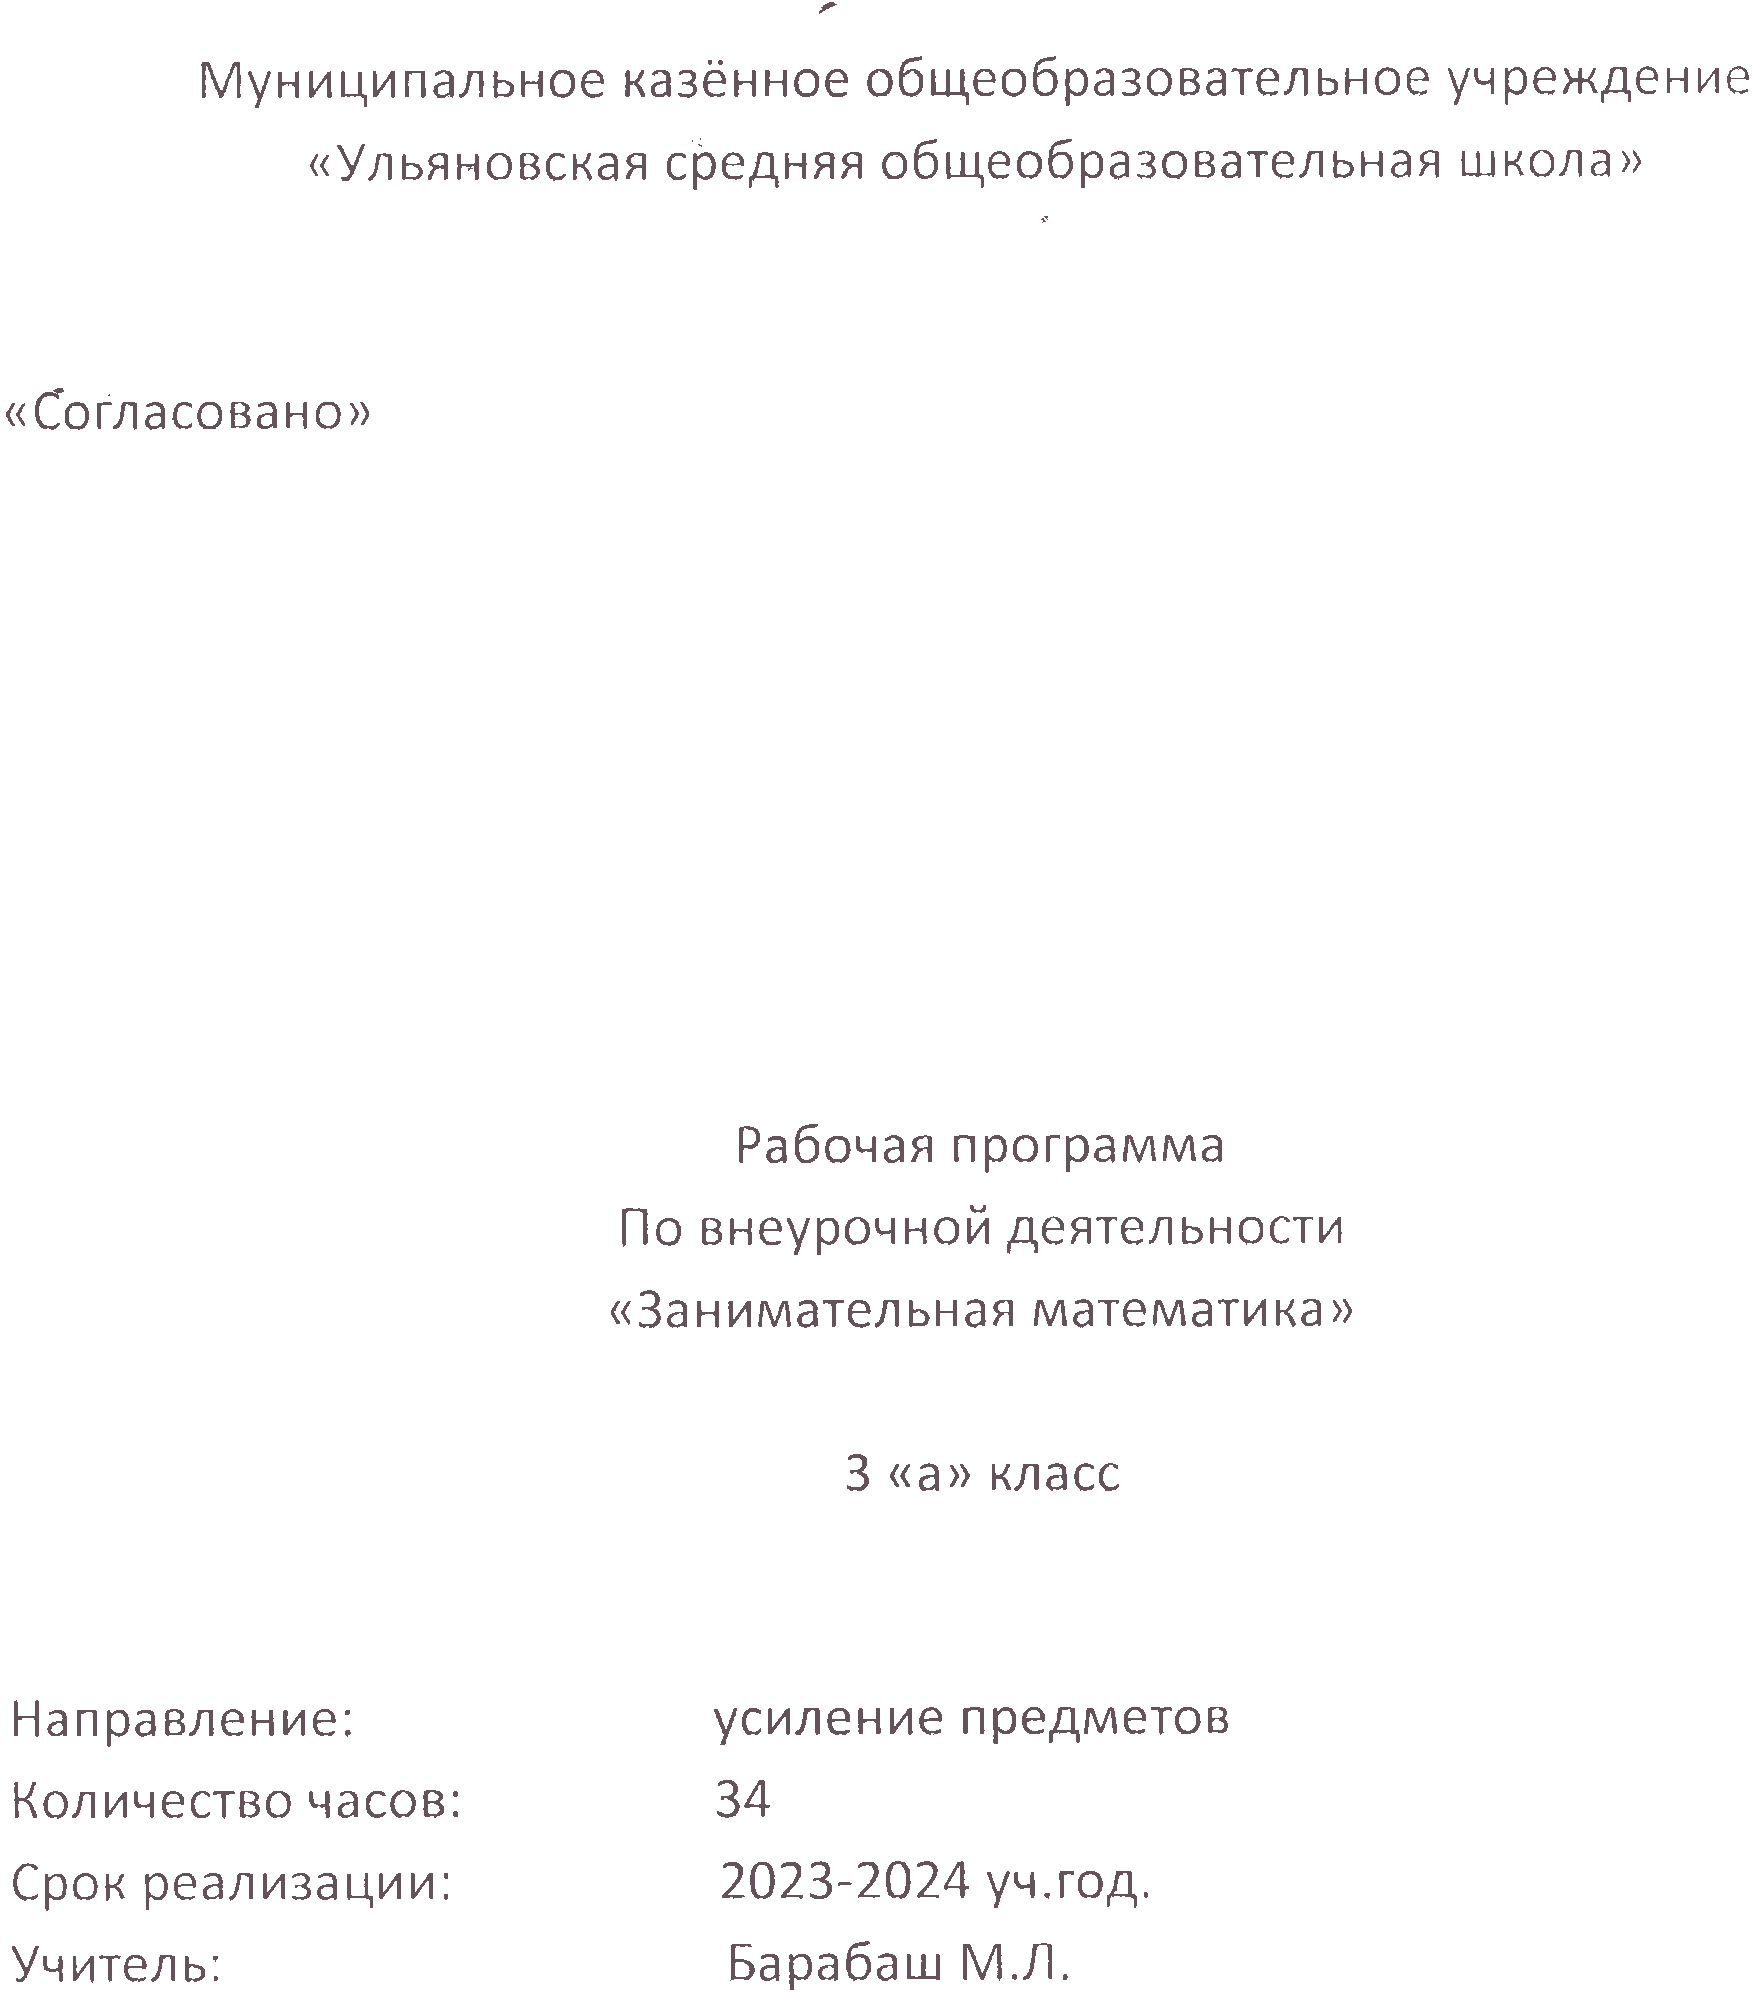 Муниципальное казённое общеобразовательное учреждение
«Ульяновская средняя общеобразовательная школа»
«Согласовано»
Рабочая программа
По внеурочной деятельности
«Занимательная математика»
3 «а» класс
Направление: усиление предметов
Количество часов: 34
Срок реализации: 2023-2024 уч.год.
Учитель: Барабаш М.Л.